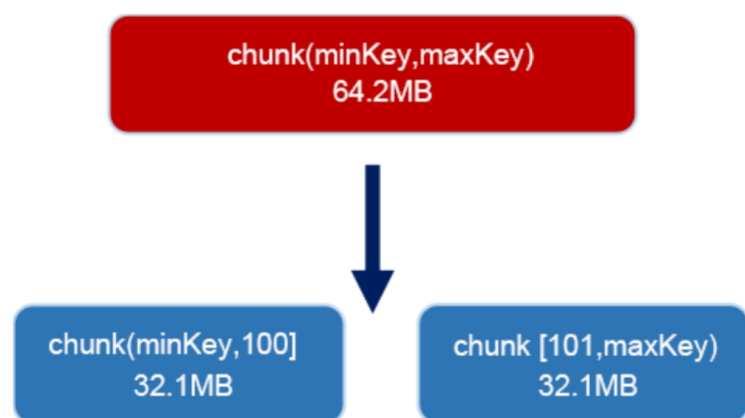 chunk(minKey,maxKey)
64.2MB
chunk(minKey,100]
32.1MB
chunk [101,maxKey)
32.1MB